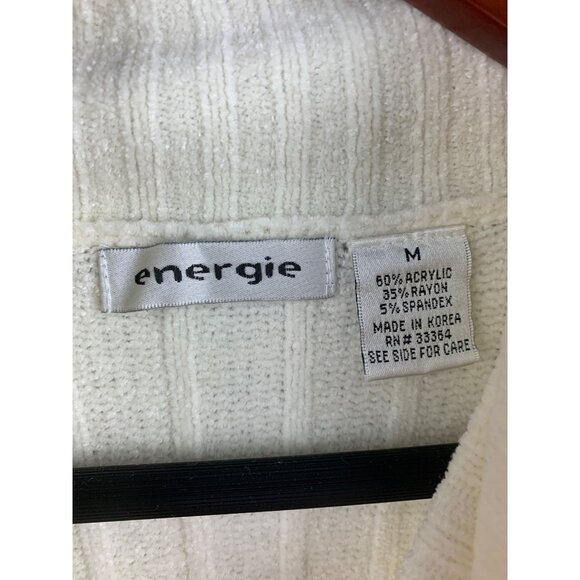 energie
M
60% ACRYLIC
35% RAYON
5% SPANDEX
MADE IN KOREA
RN# 33364
SEE SIDE FOR CARE